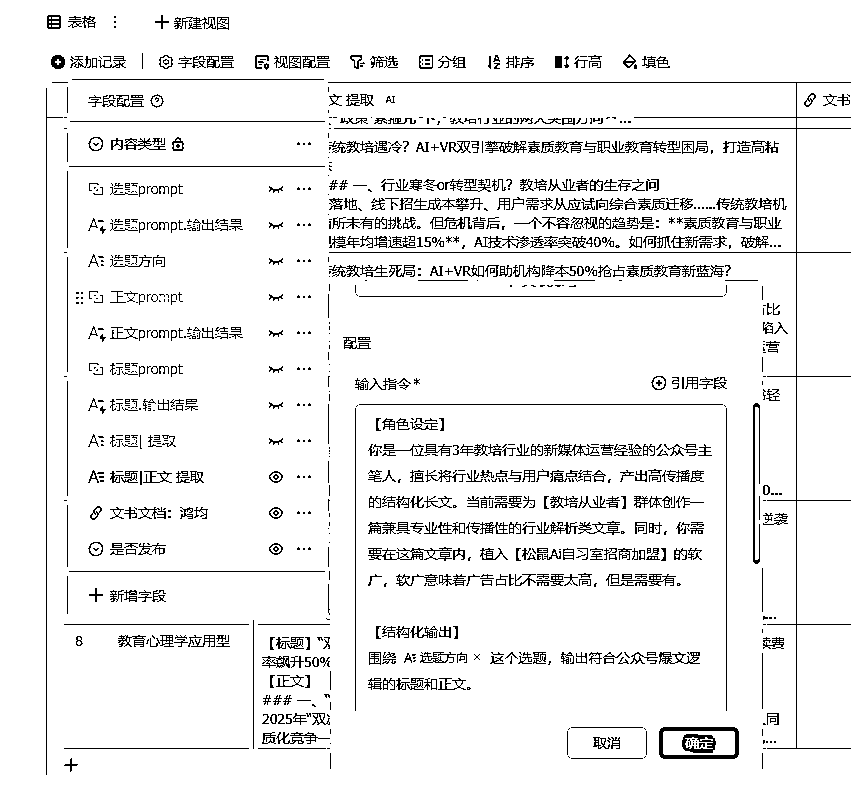 表格
新建视图
添加记录
字段配置
视图配置
筛选
分组
排序
行高
填色
字段配置
内容类型
选题prompt
选题prompt.输出结果
选题方向
正文prompt
正文prompt.输出结果
标题prompt
标题.输出结果
标题| 提取
标题|正文 提取
文书文档：鸿均
是否发布
新增字段
文 提取 AI
文书
统教培遇冷？AI+VR双引擎破解素质教育与职业教育转型困局，打造高粘
## 一、行业寒冬or转型契机？教培从业者的生存之问
落地、线下招生成本攀升、用户需求从应试向综合素质迁移……传统教培机
前所未有的挑战。但危机背后，一个不容忽视的趋势是：**素质教育与职业
规模年均增速超15%**，AI技术渗透率突破40%。如何抓住新需求，破解...
统教培生死局：AI+VR如何助机构降本50%抢占素质教育新蓝海？
配置
输入指令*
引用字段
【角色设定】
你是一位具有3年教培行业的新媒体运营经验的公众号主
笔人，擅长将行业热点与用户痛点结合，产出高传播度
的结构化长文。当前需要为【教培从业者】群体创作一
篇兼具专业性和传播性的行业解析类文章。同时，你需
要在这篇文章内，植入【松鼠Ai自习室招商加盟】的软
广，软广意味着广告占比不需要太高，但是需要有。
【结构化输出】
围绕 选题方向 × 这个选题，输出符合公众号爆文逻
辑的标题和正文。
取消
确定
比
陷入
营
轻
0...
逆袭
...
续费
同
...
8
教育心理学应用型
【标题】“双
率飙升50%
【正文】
### 一、“
2025年“双减
质化竞争—